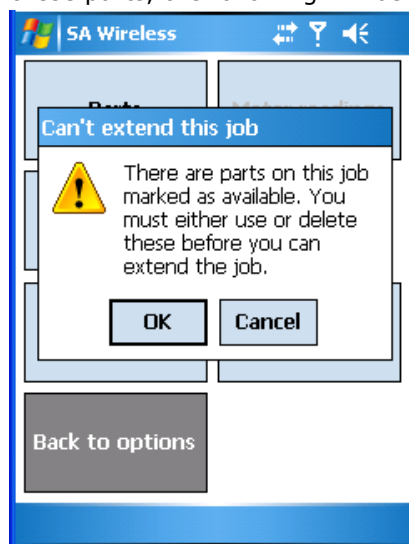 SA Wireless
Can't extend this job
There are parts on this job
marked as available. You
must either use or delete
these before you can
extend the job.
OK
Cancel
Back to options